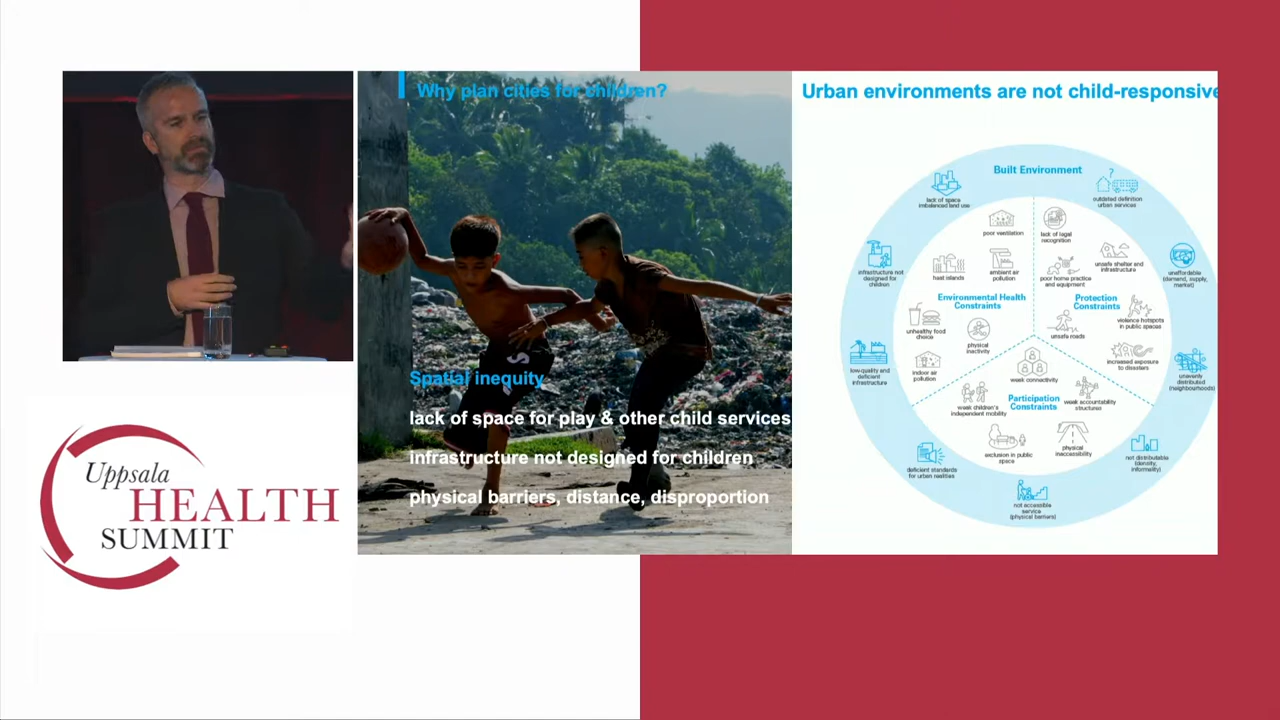 Uppsala
HEALTH
SUMMIT
Why plan cities for children?
Spatial inequity
lack of space for play & other child services
infrastructure not designed for children
physical barriers, distance, disproportion
Urban environments are not child-responsive
Built Environment
lack of space
imbalanced land use
?
outdated definition
urban services
infrastructure not
designed for
children
unaffordable
(demand, supply,
market)
low quality and
deficient
infrastructure
unevenly
distributed
(neighbourhoods)
deficient standards
for urban realities
not distributable
(density,
informality)
not accessible
service
(physical barriers)
poor ventilation
heat islands
ambient air
pollution
Environmental Health
Constraints
unhealthy food
choice
physical
inactivity
indoor air
pollution
lack of legal
recognition
unsafe shelter and
infrastructure
poor home practice
and equipment
Protection
Constraints
violence hotspots
in public spaces
unsafe roads
increased exposure
to disasters
weak connectivity
weak children's
independent mobility
Participation
Constraints
weak accountability
structures
exclusion in public
space
physical
inaccessibility